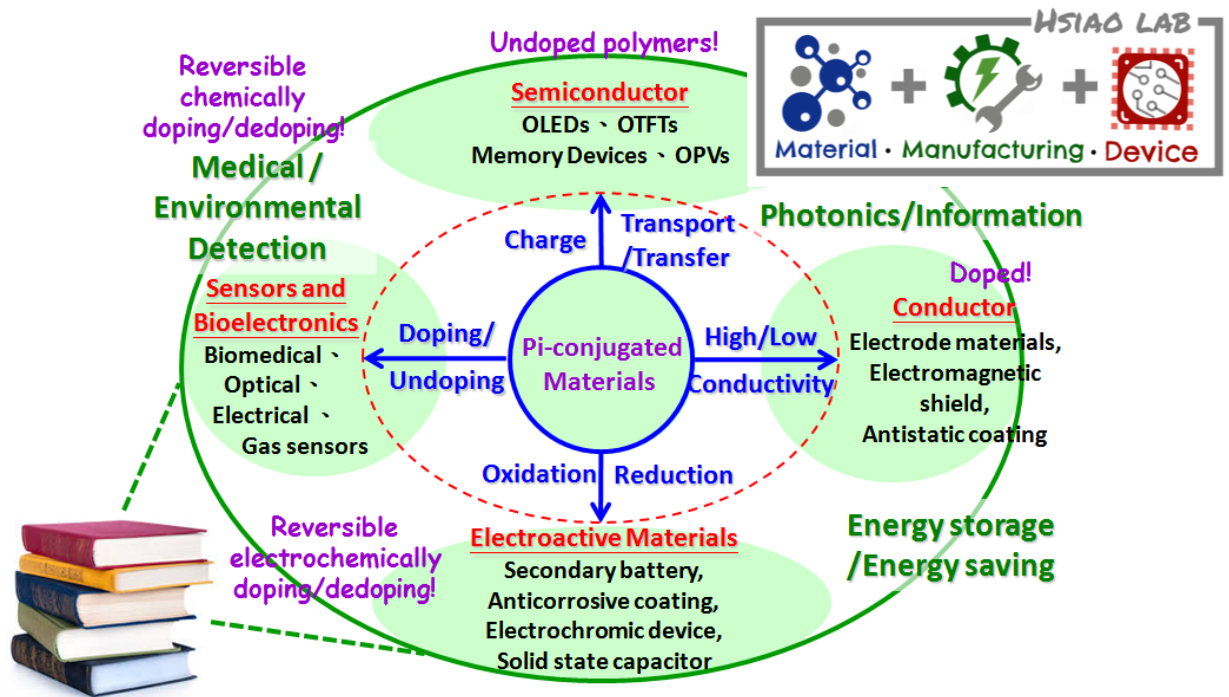 HSIAO LAB
Material · Manufacturing · Device
Undoped polymers!
Semiconductor
OLEDs、OTFTs
Memory Devices、OPVs
Reversible
chemically
doping/dedoping!
Medical /
Environmental
Detection
Photonics/Information
Charge
Transport
/Transfer
Sensors and
Bioelectronics
Biomedical、
Optical、
Electrical、
Gas sensors
Doping/
Undoping
Pi-conjugated
Materials
High/Low
Conductivity
Doped!
Conductor
Electrode materials,
Electromagnetic
shield,
Antistatic coating
Oxidation
Reduction
Reversible
electrochemically
doping/dedoping!
Electroactive Materials
Secondary battery,
Anticorrosive coating,
Electrochromic device,
Solid state capacitor
Energy storage
/Energy saving